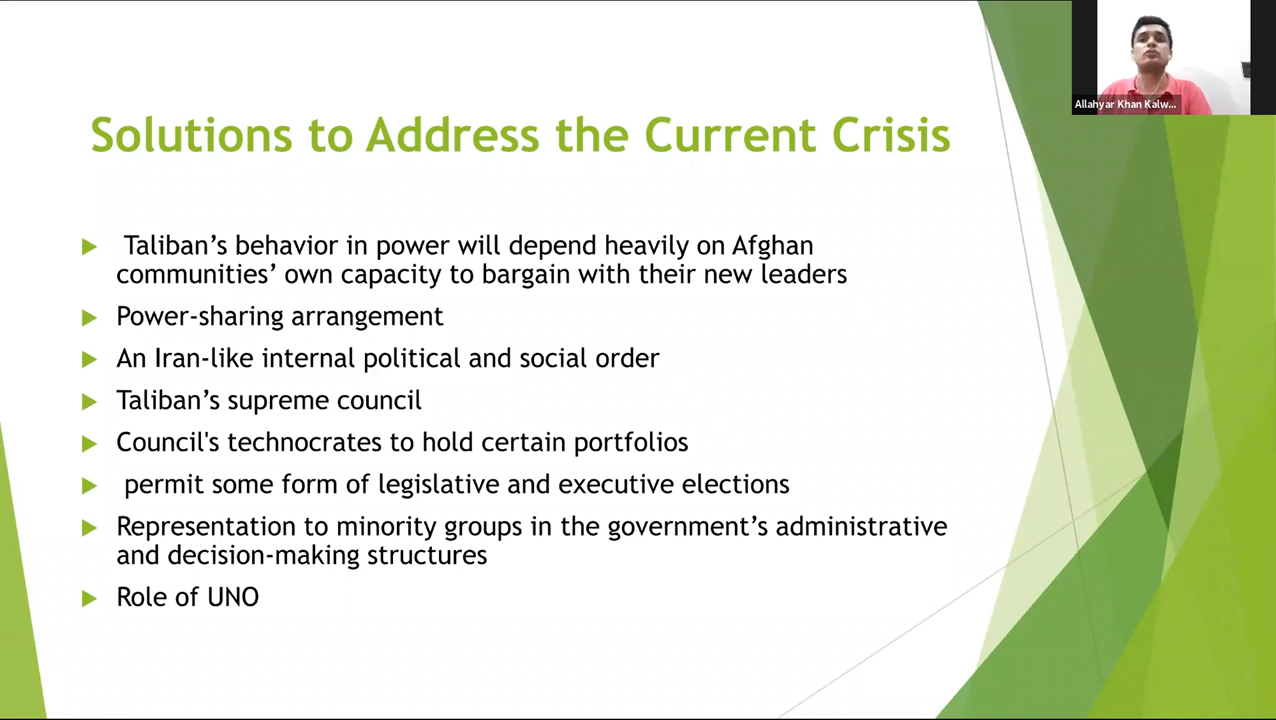 Allahyar Khan Kalw...
Solutions to Address the Current Crisis
Taliban’s behavior in power will depend heavily on Afghan
communities’ own capacity to bargain with their new leaders
Power-sharing arrangement
An Iran-like internal political and social order
Taliban’s supreme council
Council's technocrates to hold certain portfolios
permit some form of legislative and executive elections
Representation to minority groups in the government’s administrative
and decision-making structures
Role of UNO